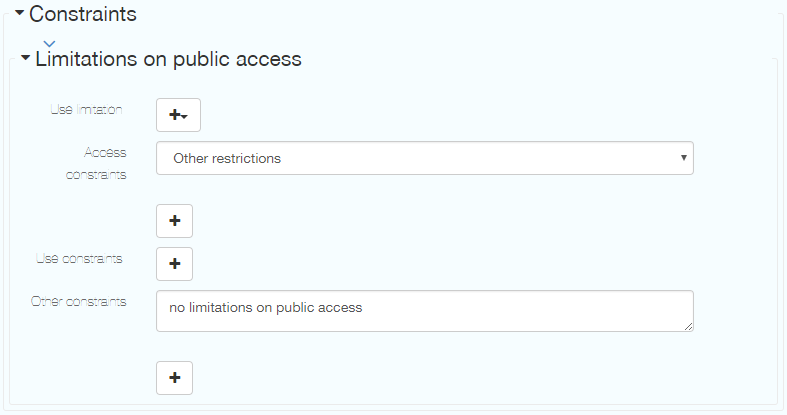 Constraints
Limitations on public access
Use limitation
Access
constraints
Other restrictions
Use constraints
Other constraints
no limitations on public access